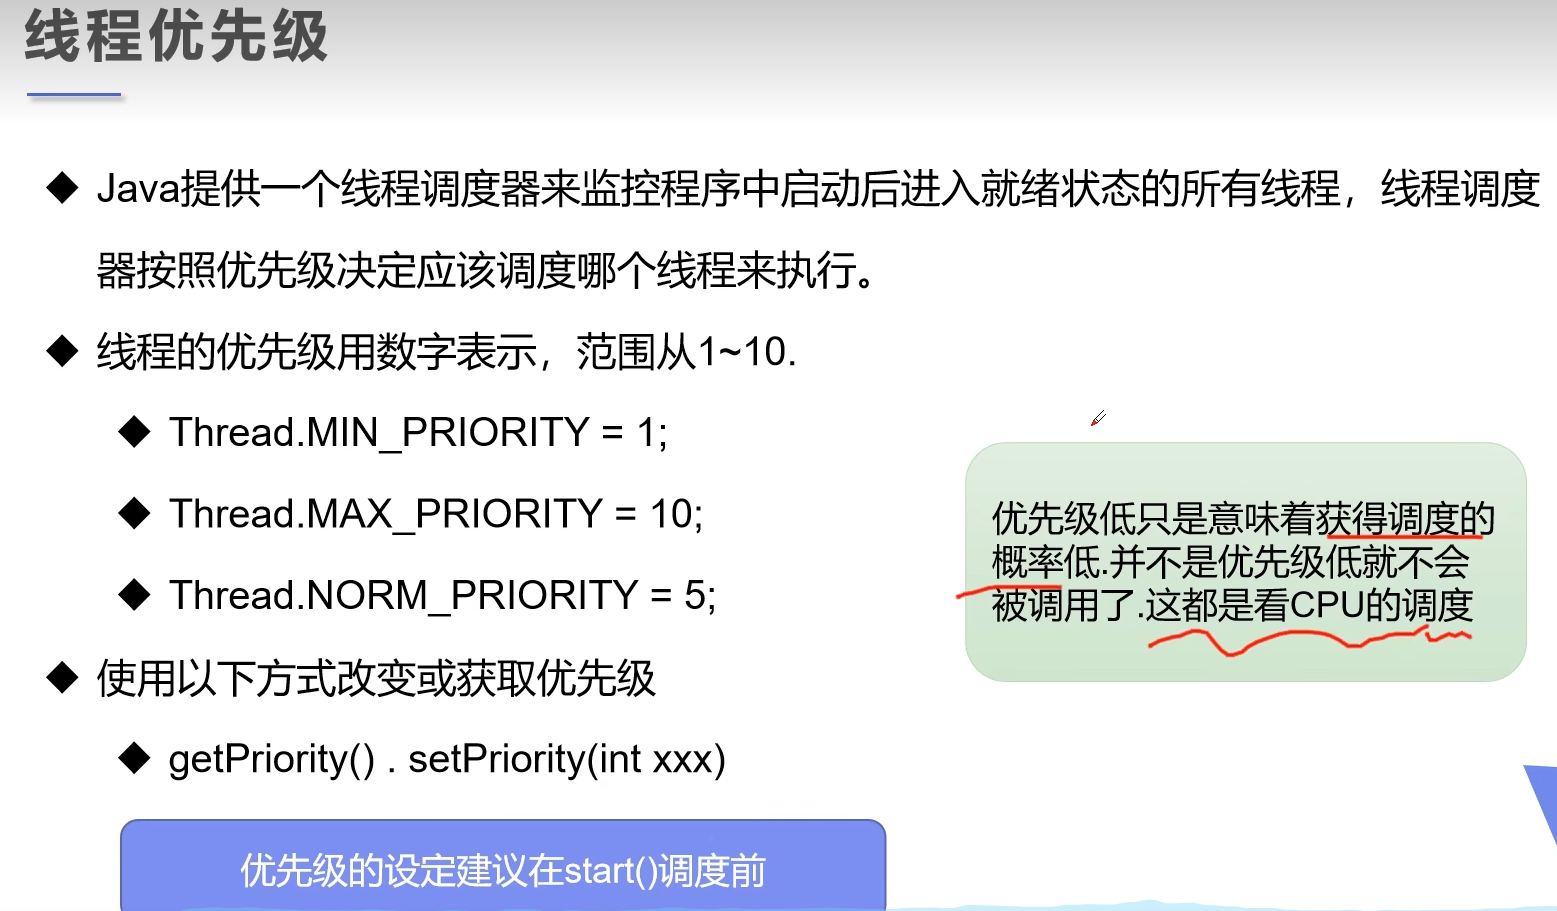 线程优先级
Java提供一个线程调度器来监控程序中启动后进入就绪状态的所有线程，线程调度
器按照优先级决定应该调度哪个线程来执行。
线程的优先级用数字表示，范围从1~10.
Thread.MIN_PRIORITY = 1;
Thread.MAX_PRIORITY = 10;
Thread.NORM_PRIORITY = 5;
使用以下方式改变或获取优先级
getPriority() . setPriority(int xxx)
优先级的设定建议在start()调度前
优先级低只是意味着获得调度的
概率低.并不是优先级低就不会
被调用了.这都是看CPU的调度